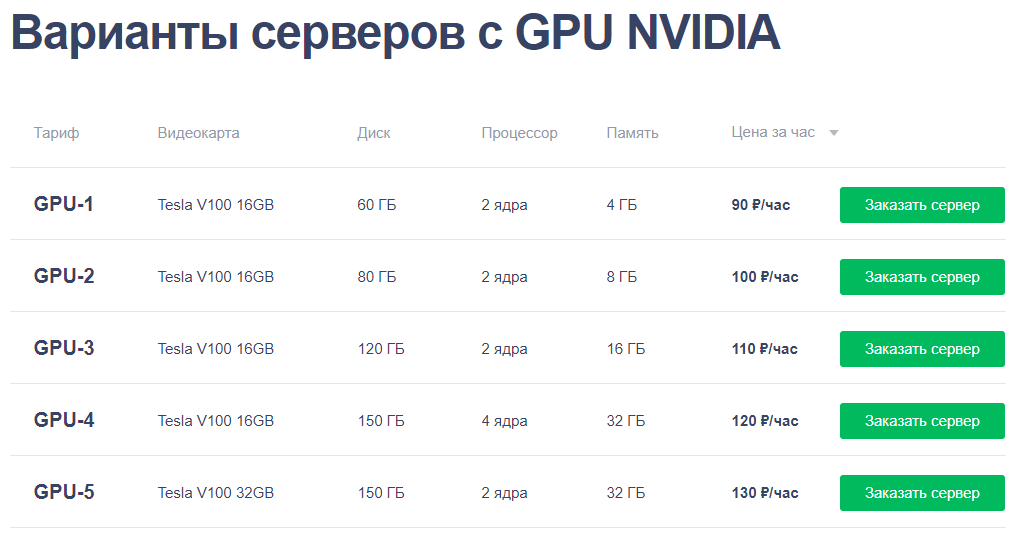 Варианты серверов с GPU NVIDIA
Тариф Видеокарта Диск Процессор Память Цена за час
GPU-1 Tesla V100 16GB 60 ГБ 2 ядра 4 ГБ 90 ₽/час Заказать сервер
GPU-2 Tesla V100 16GB 80 ГБ 2 ядра 8 ГБ 100 ₽/час Заказать сервер
GPU-3 Tesla V100 16GB 120 ГБ 2 ядра 16 ГБ 110 ₽/час Заказать сервер
GPU-4 Tesla V100 16GB 150 ГБ 4 ядра 32 ГБ 120 ₽/час Заказать сервер
GPU-5 Tesla V100 32GB 150 ГБ 2 ядра 32 ГБ 130 ₽/час Заказать сервер